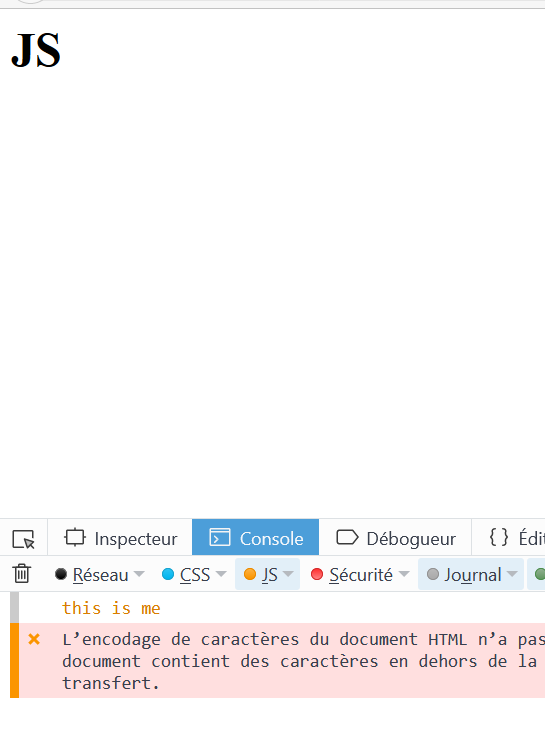 JS
Inspecteur Console Débogueur {} Édit
Réseau CSS JS Sécurité Journal
this is me
L’encodage de caractères du document HTML n’a pas
document contient des caractères en dehors de la
transfert.